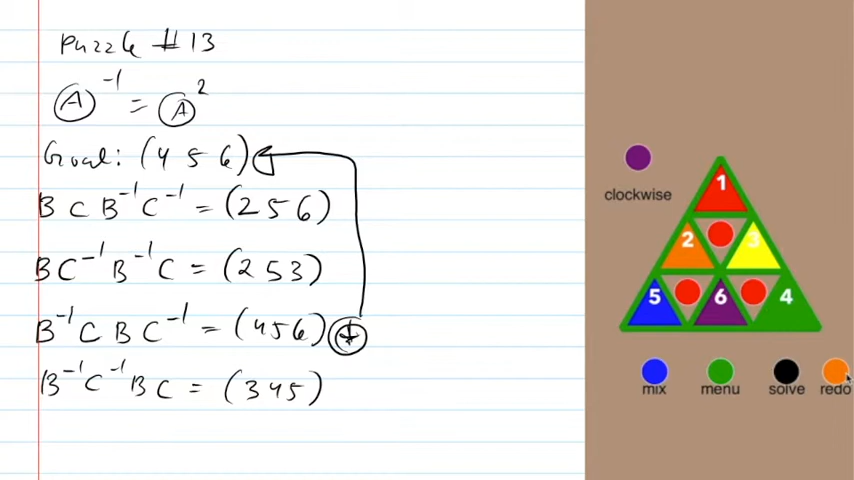 Puzzle #13
A⁻¹ = A²
Goal: (4 5 6)
B C B⁻¹ C⁻¹ = (2 5 6)
B C⁻¹ B⁻¹ C = (2 5 3)
B⁻¹ C B C⁻¹ = (4 5 6) *
B⁻¹ C⁻¹ B C = (3 4 5)
clockwise
1
2 3
5 6 4
mix menu solve redo